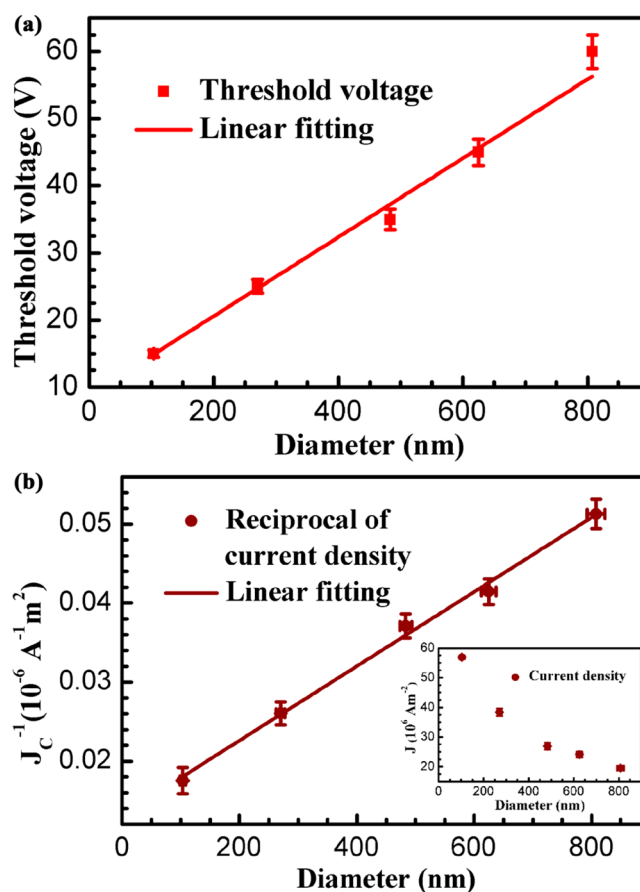 (a)
60
50
40
30
20
10
Threshold voltage (V)
Threshold voltage
Linear fitting
0 200 400 600 800
Diameter (nm)
(b)
0.05
0.04
0.03
0.02
J_C^-1 (10^-6 A^-1m^2)
Reciprocal of
current density
Linear fitting
60
50
40
30
20
J (10^6 Am^-2)
Current density
0 200 400 600 800
Diameter (nm)
0 200 400 600 800
Diameter (nm)